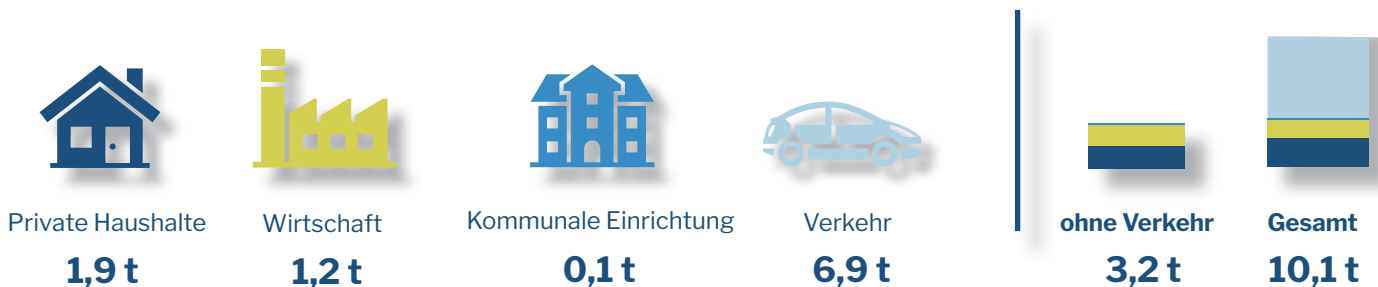 Private Haushalte
1,9 t
Wirtschaft
1,2 t
Kommunale Einrichtung
0,1 t
Verkehr
6,9 t
ohne Verkehr
3,2 t
Gesamt
10,1 t